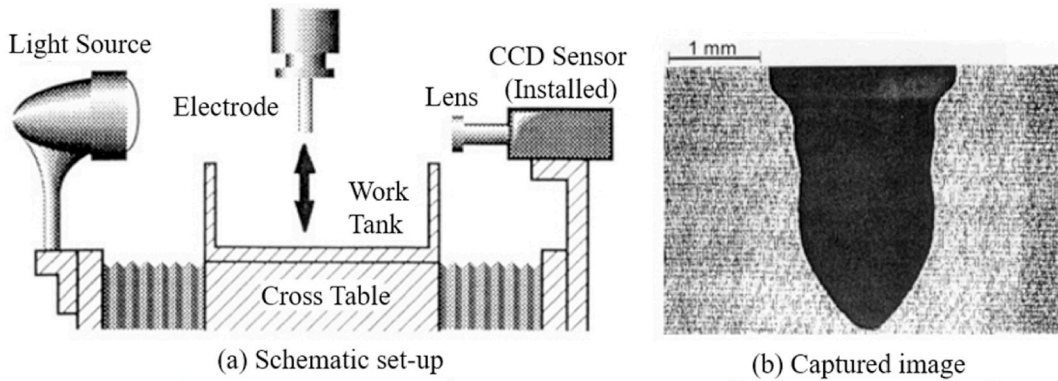 Light Source
Electrode
Lens
CCD Sensor
(Installed)
Work
Tank
Cross Table
(a) Schematic set-up
1 mm
(b) Captured image